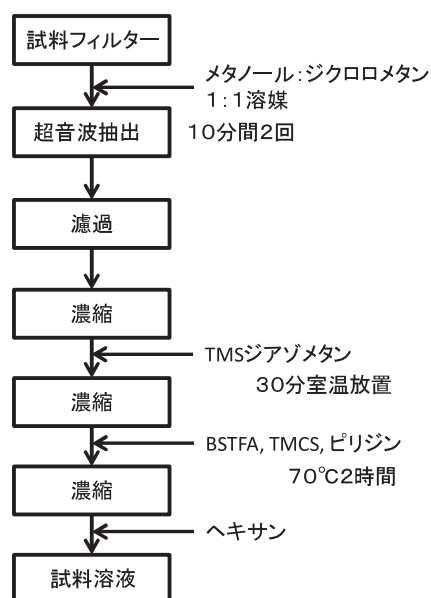 試料フィルター
メタノール:ジクロロメタン
1:1溶媒
超音波抽出
10分間2回
濾過
濃縮
TMSジアゾメタン
30分室温放置
濃縮
BSTFA, TMCS, ピリジン
70℃2時間
濃縮
ヘキサン
試料溶液